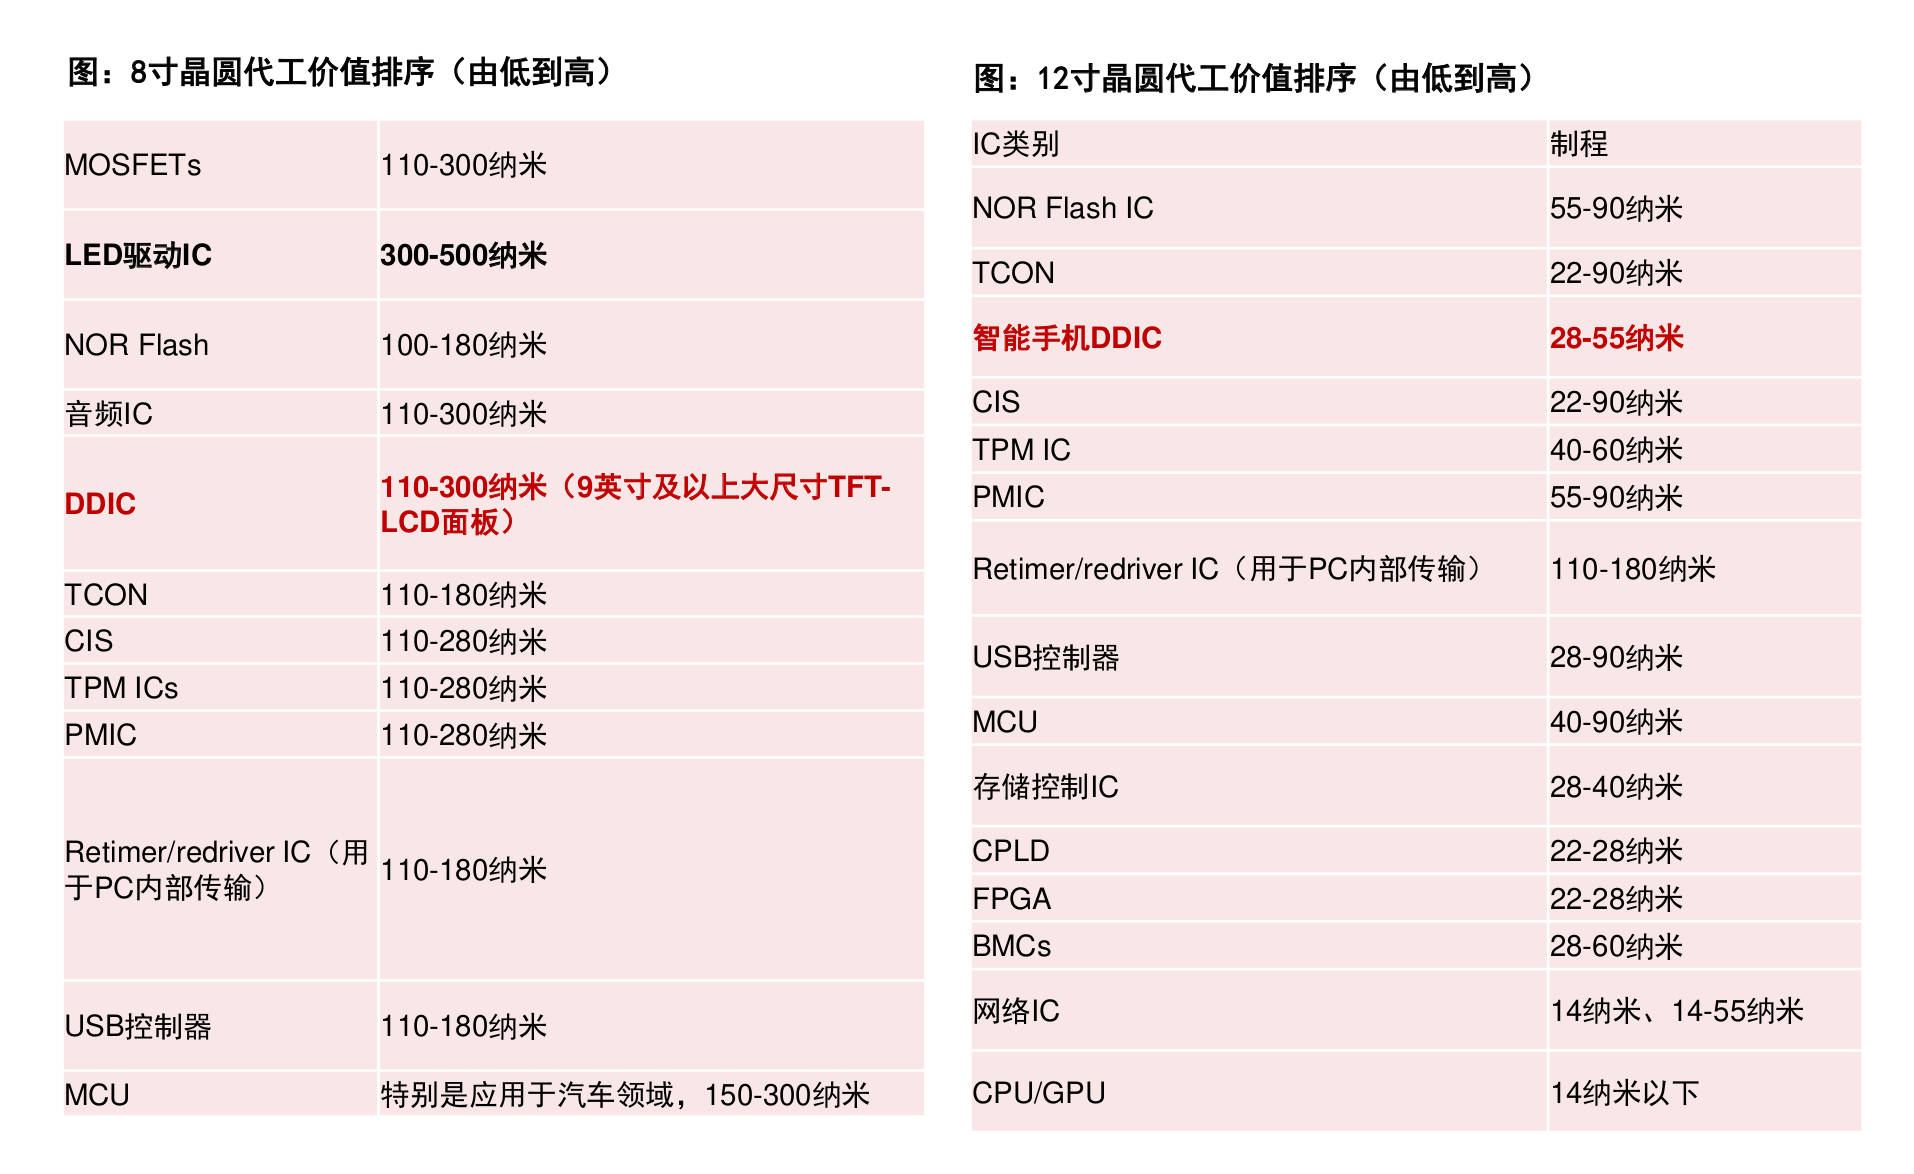 图：8寸晶圆代工价值排序（由低到高）
MOSFETs 110-300纳米
LED驱动IC 300-500纳米
NOR Flash 100-180纳米
音频IC 110-300纳米
DDIC 110-300纳米（9英寸及以上大尺寸TFT-
LCD面板）
TCON 110-180纳米
CIS 110-280纳米
TPM ICs 110-280纳米
PMIC 110-280纳米
Retimer/redriver IC（用
于PC内部传输） 110-180纳米
USB控制器 110-180纳米
MCU 特别是应用于汽车领域，150-300纳米
图：12寸晶圆代工价值排序（由低到高）
IC类别 制程
NOR Flash IC 55-90纳米
TCON 22-90纳米
智能手机DDIC 28-55纳米
CIS 22-90纳米
TPM IC 40-60纳米
PMIC 55-90纳米
Retimer/redriver IC（用于PC内部传输） 110-180纳米
USB控制器 28-90纳米
MCU 40-90纳米
存储控制IC 28-40纳米
CPLD 22-28纳米
FPGA 22-28纳米
BMCs 28-60纳米
网络IC 14纳米、14-55纳米
CPU/GPU 14纳米以下